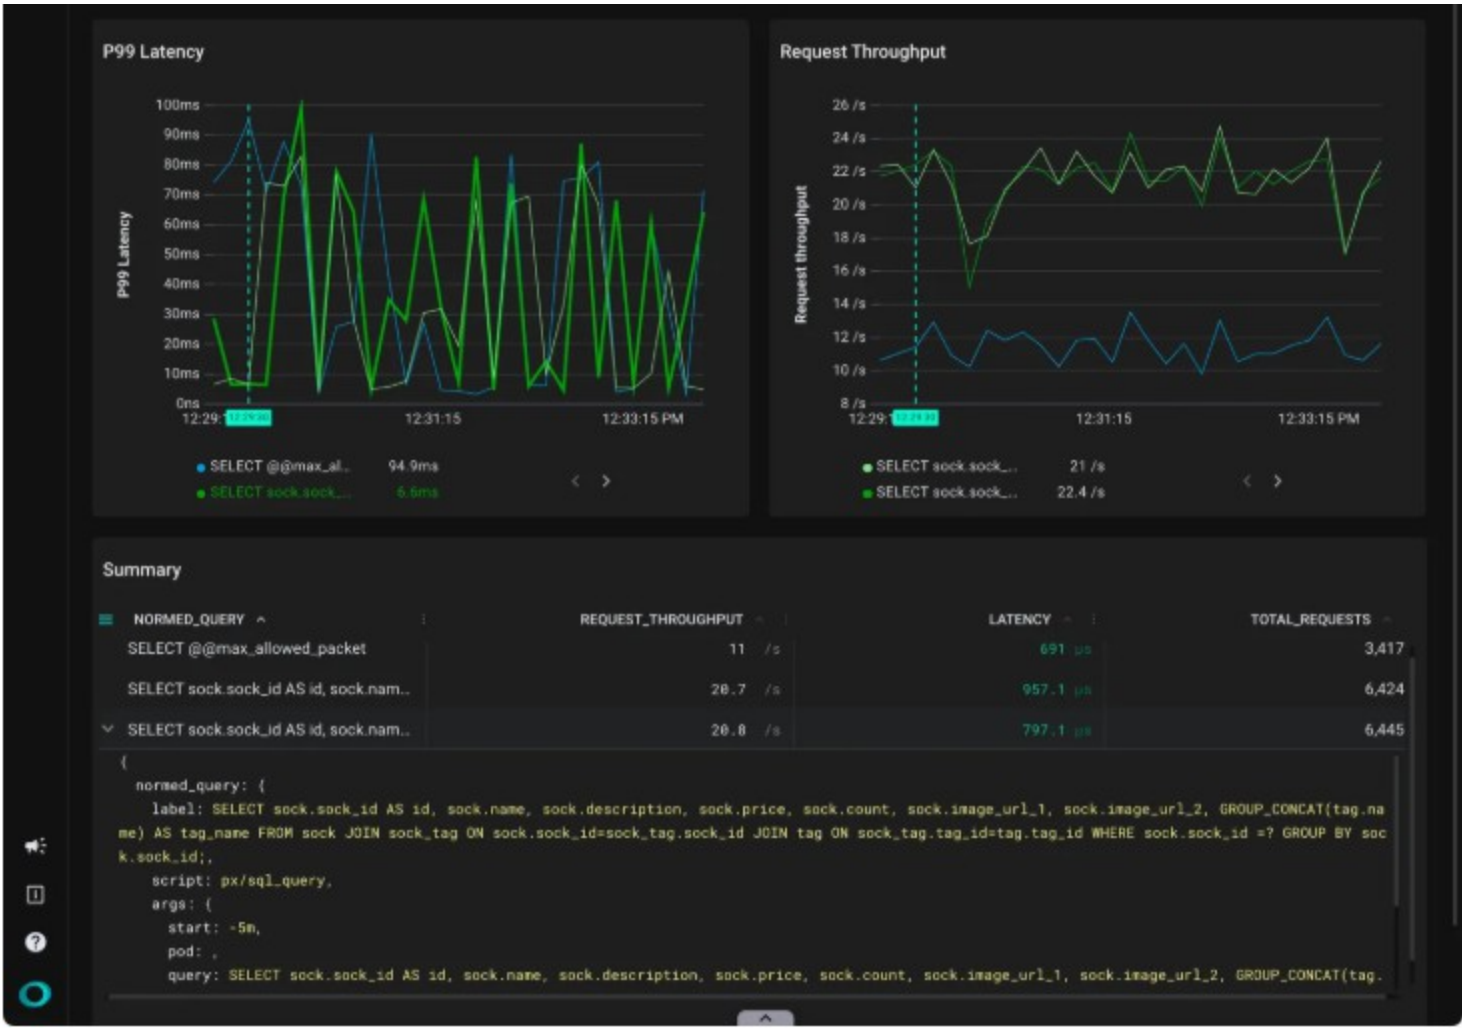 P99 Latency
100ms
90ms
80ms
70ms
60ms
50ms
40ms
30ms
20ms
10ms
0ns
P99 Latency
12:29:1
12:29:30
12:31:15
12:33:15 PM
SELECT @@max_al.. 94.9ms
SELECT sock.sock_... 6.6ms
Request Throughput
26 /s
24 /s
22 /s
20 /s
18 /s
16 /s
14 /s
12 /s
10 /s
8 /s
Request throughput
12:29:
12:29:30
12:31:15
12:33:15 PM
SELECT sock.sock_... 21 /s
SELECT sock.sock_... 22.4 /s
Summary
NORMED_QUERY REQUEST_THROUGHPUT LATENCY TOTAL_REQUESTS
SELECT @@max_allowed_packet 11 /s 691 µs 3,417
SELECT sock.sock_id AS id, sock.nam.. 20.7 /s 957.1 µs 6,424
SELECT sock.sock_id AS id, sock.nam.. 20.8 /s 797.1 µs 6,445
{
normed_query: {
label: SELECT sock.sock_id AS id, sock.name, sock.description, sock.price, sock.count, sock.image_url_1, sock.image_url_2, GROUP_CONCAT(tag.na
me) AS tag_name FROM sock JOIN sock_tag ON sock.sock_id=sock_tag.sock_id JOIN tag ON sock_tag.tag_id=tag.tag_id WHERE sock.sock_id =? GROUP BY soc
k.sock_id;,
script: px/sql_query,
args: {
start: -5m,
pod: ,
query: SELECT sock.sock_id AS id, sock.name, sock.description, sock.price, sock.count, sock.image_url_1, sock.image_url_2, GROUP_CONCAT(tag.